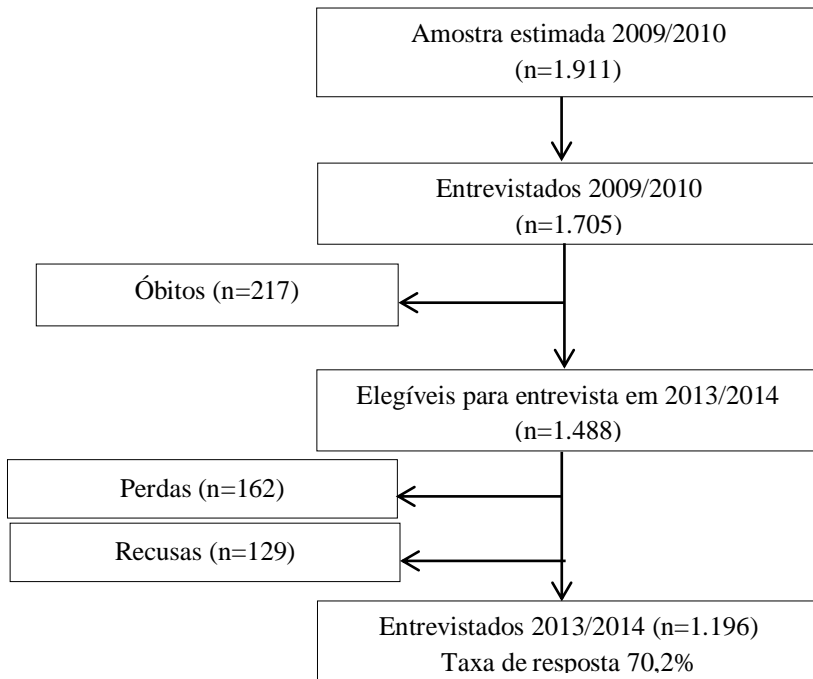 Amostra estimada 2009/2010
(n=1.911)
Entrevistados 2009/2010
(n=1.705)
Óbitos (n=217)
Elegíveis para entrevista em 2013/2014
(n=1.488)
Perdas (n=162)
Recusas (n=129)
Entrevistados 2013/2014 (n=1.196)
Taxa de resposta 70,2%